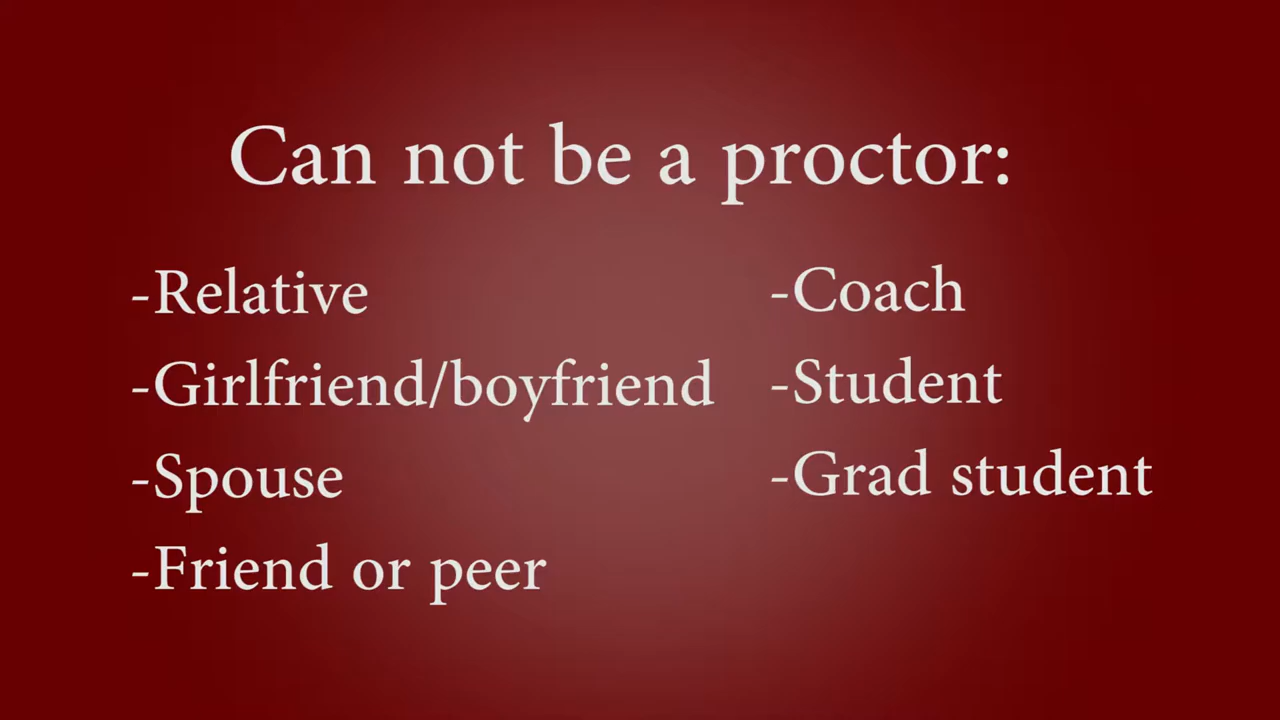 Can not be a proctor:
-Relative
-Girlfriend/boyfriend
-Spouse
-Friend or peer
-Coach
-Student
-Grad student